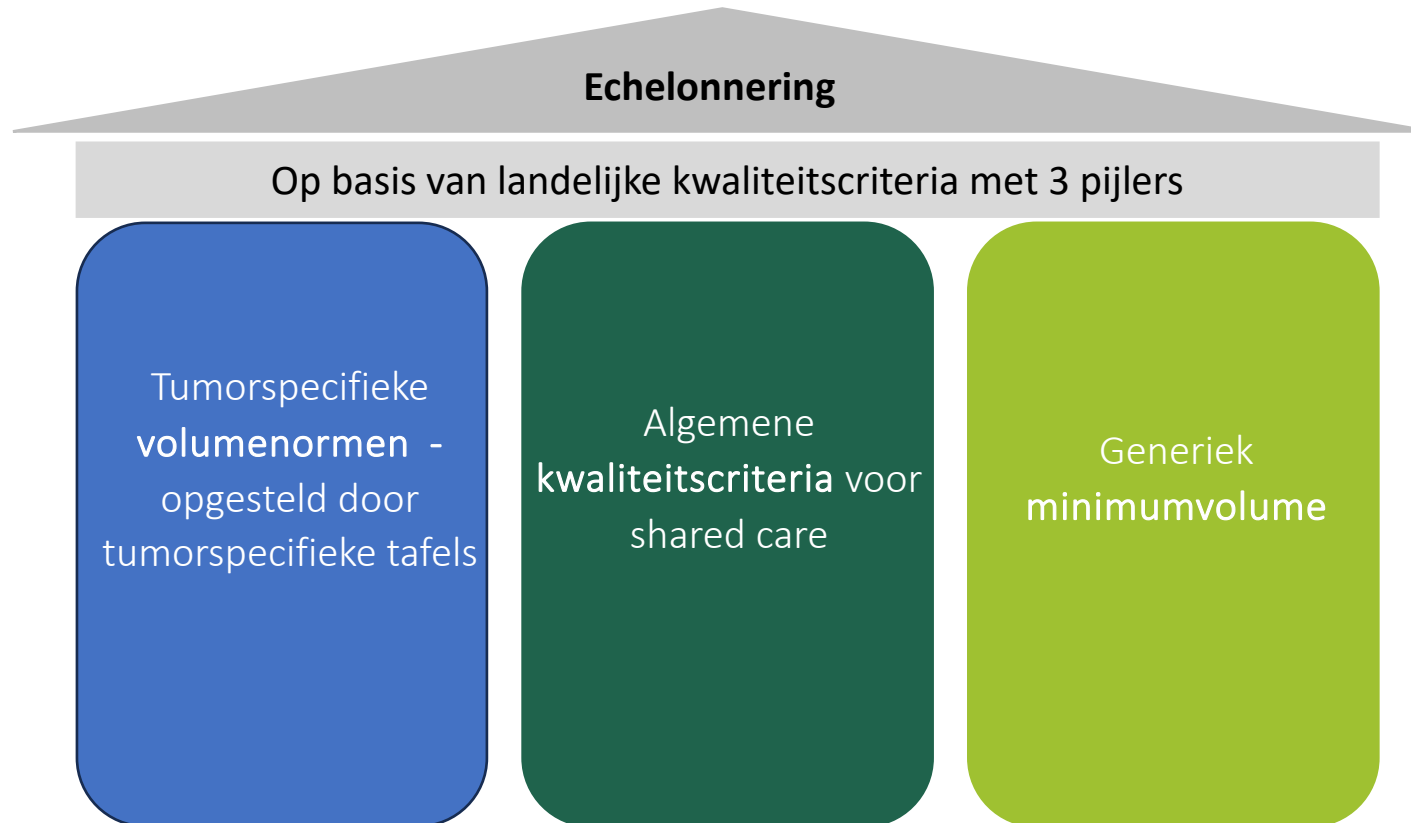 Echelonnering
Op basis van landelijke kwaliteitscriteria met 3 pijlers
Tumorspecifieke
volumenormen -
opgesteld door
tumorspecifieke tafels
Algemene
kwaliteitscriteria voor
shared care
Generiek
minimumvolume